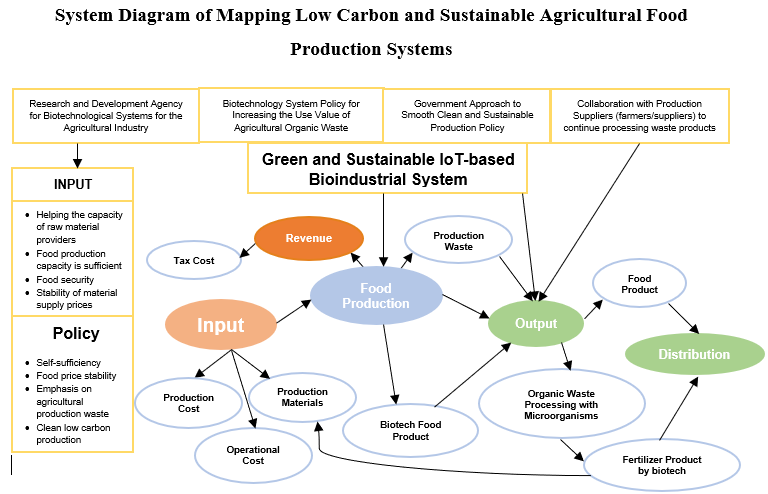 System Diagram of Mapping Low Carbon and Sustainable Agricultural Food
Production Systems
Research and Development Agency
for Biotechnological Systems for the
Agricultural Industry
Biotechnology System Policy for
Increasing the Use Value of
Agricultural Organic Waste
Government Approach to
Smooth Clean and Sustainable
Production Policy
Collaboration with Production
Suppliers (farmers/suppliers) to
continue processing waste products
Green and Sustainable IoT-based
Bioindustrial System
INPUT
• Helping the capacity
of raw material
providers
• Food production
capacity is sufficient
• Food security
• Stability of material
supply prices
Policy
• Self-sufficiency
• Food price stability
• Emphasis on
agricultural
production waste
• Clean low carbon
production
Revenue
Tax Cost
Production
Waste
Food
Production
Food
Product
Input
Output
Distribution
Production
Cost
Production
Materials
Operational
Cost
Biotech Food
Product
Organic Waste
Processing with
Microorganisms
Fertilizer Product
by biotech